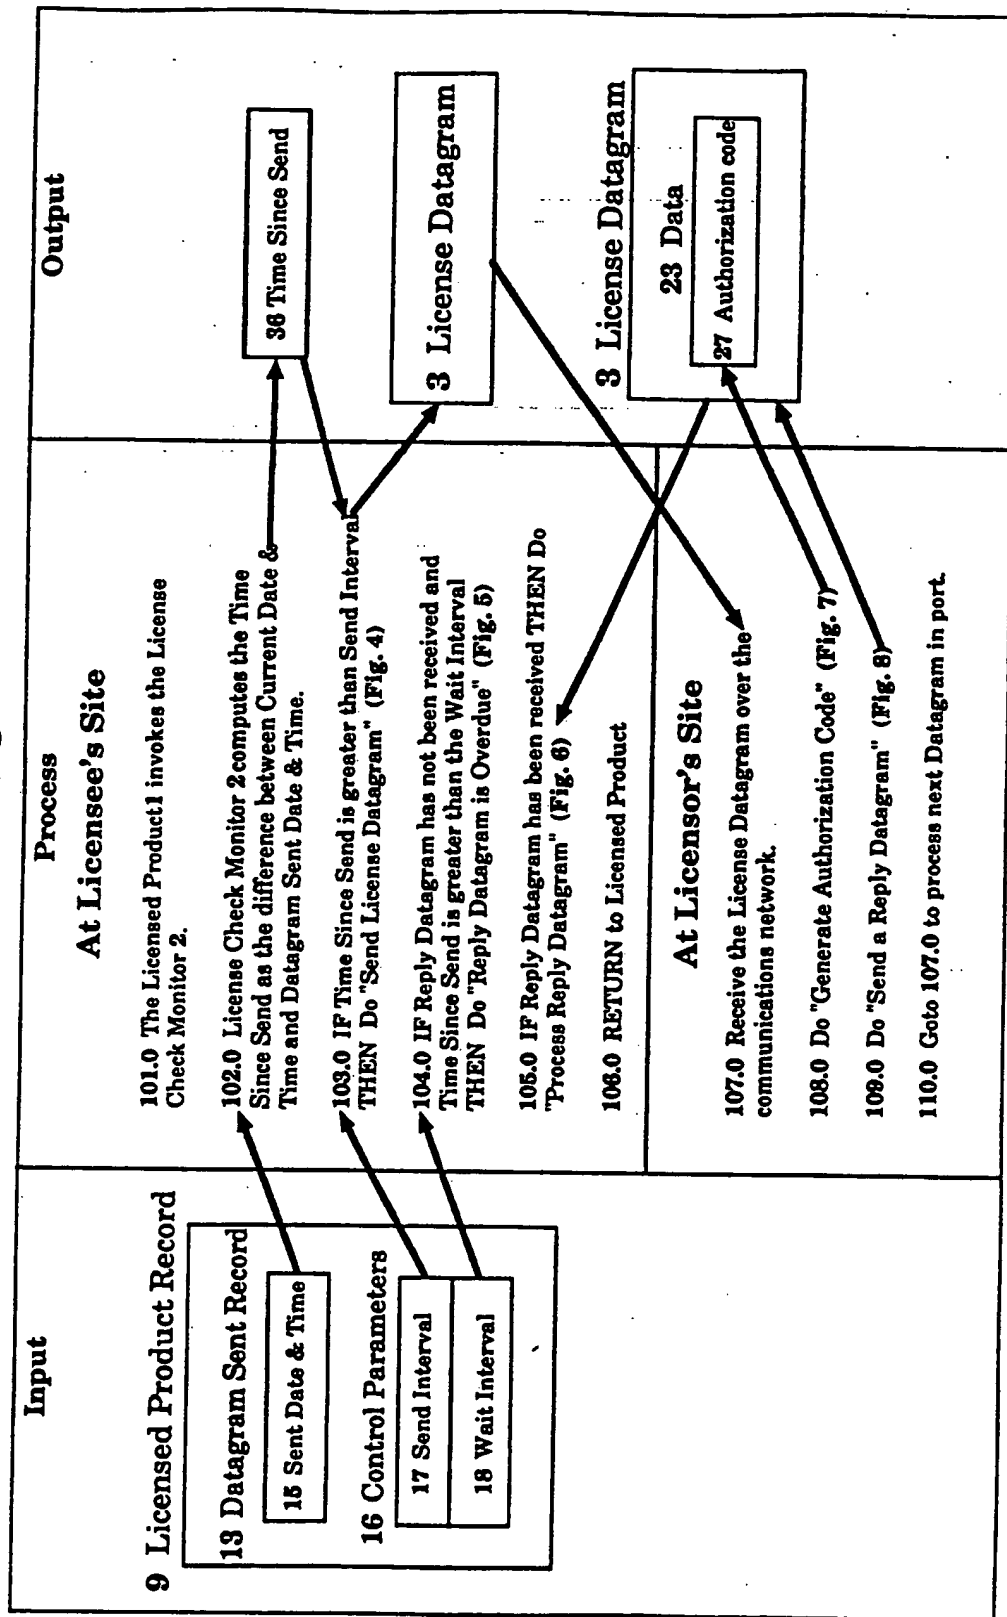 Input
9 Licensed Product Record
13 Datagram Sent Record
15 Sent Date & Time
16 Control Parameters
17 Send Interval
18 Wait Interval
Process
At Licensee's Site
101.0 The Licensed Product1 invokes the License
Check Monitor 2.
102.0 License Check Monitor 2 computes the Time
Since Send as the difference between Current Date &
Time and Datagram Sent Date & Time.
103.0 IF Time Since Send is greater than Send Interval
THEN Do "Send License Datagram" (Fig. 4)
104.0 IF Reply Datagram has not been received and
Time Since Send is greater than the Wait Interval
THEN Do "Reply Datagram is Overdue" (Fig. 5)
105.0 IF Reply Datagram has been received THEN Do
"Process Reply Datagram" (Fig. 6)
106.0 RETURN to Licensed Product
At Licensor's Site
107.0 Receive the License Datagram over the
communications network.
108.0 Do "Generate Authorization Code" (Fig. 7)
109.0 Do "Send a Reply Datagram" (Fig. 8)
110.0 Goto 107.0 to process next Datagram in port.
Output
36 Time Since Send
3 License Datagram
3 License Datagram
23 Data
27 Authorization code